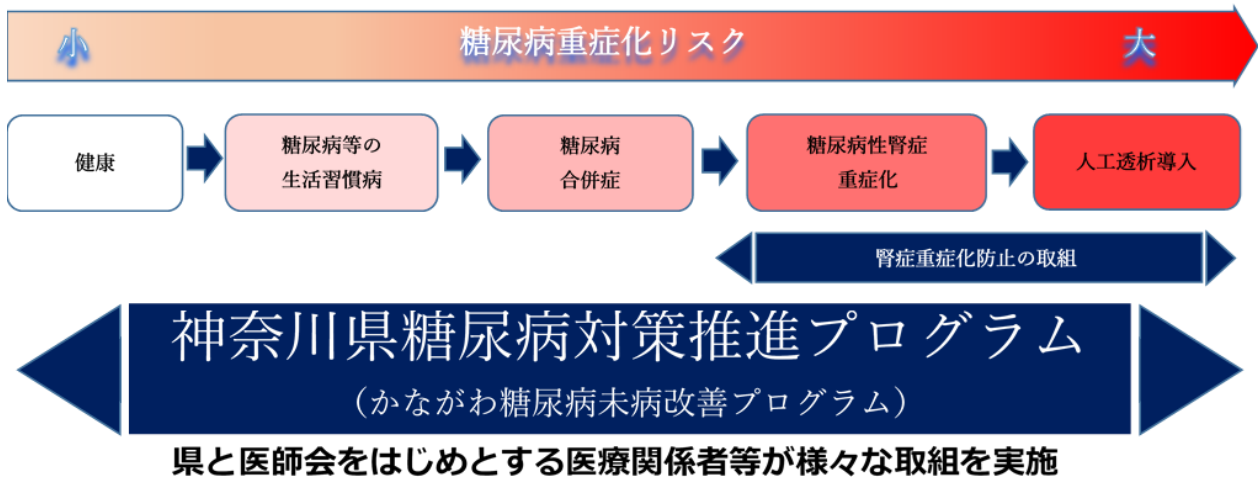 小 糖尿病重症化リスク 大
健康
糖尿病等の
生活習慣病
糖尿病
合併症
糖尿病性腎症
重症化
人工透析導入
腎症重症化防止の取組
神奈川県糖尿病対策推進プログラム
（かながわ糖尿病未病改善プログラム）
県と医師会をはじめとする医療関係者等が様々な取組を実施